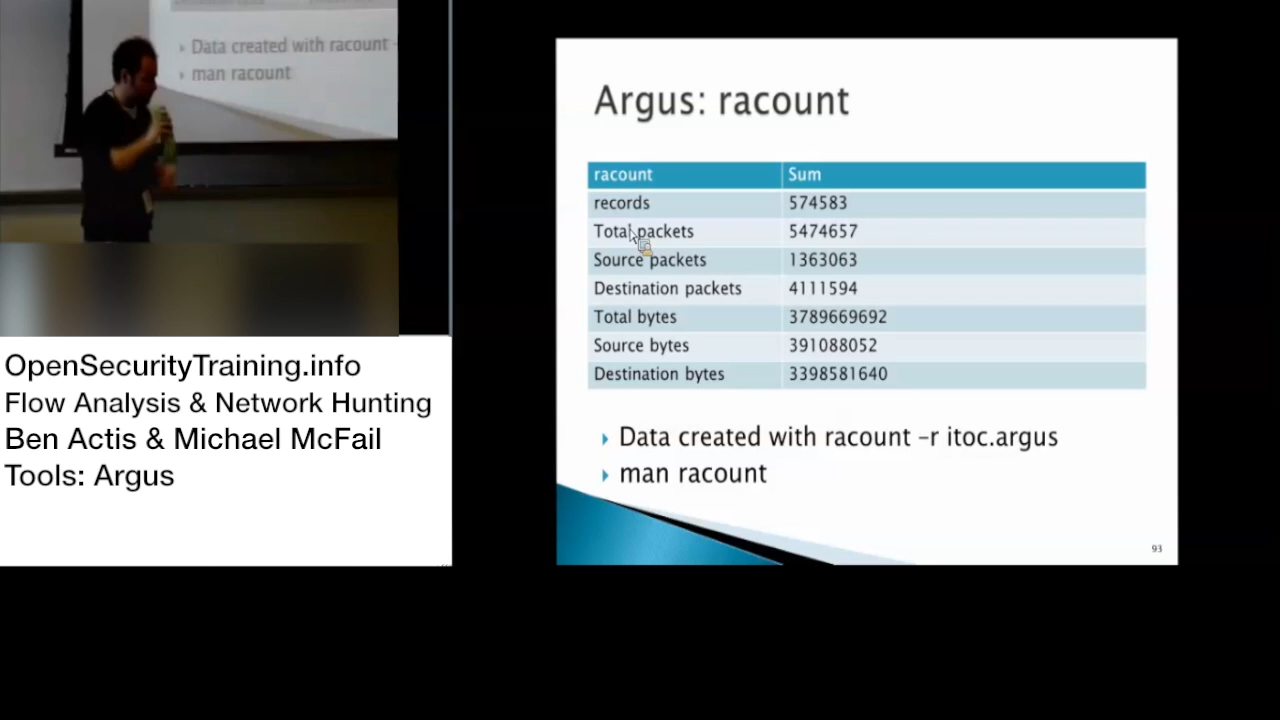 Data created with racount -
man racount
OpenSecurityTraining.info
Flow Analysis & Network Hunting
Ben Actis & Michael McFail
Tools: Argus
Argus: racount
racount Sum
records 574583
Total packets 5474657
Source packets 1363063
Destination packets 4111594
Total bytes 3789669692
Source bytes 391088052
Destination bytes 3398581640
Data created with racount –r itoc.argus
man racount
93